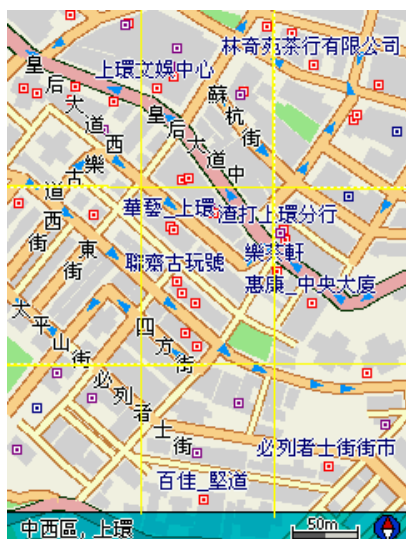 林奇苑茶行有限公司
上環文娛中心
皇后大道西
蘇杭街
皇后大道中
樂古道
華藝_上環
渣打上環分行
西街
樂茶軒
東街
聯齋古玩號
惠康_中央大廈
太平山街
四方街
必列者士街
必列者士街街市
百佳_堅道
中西區, 上環
50m